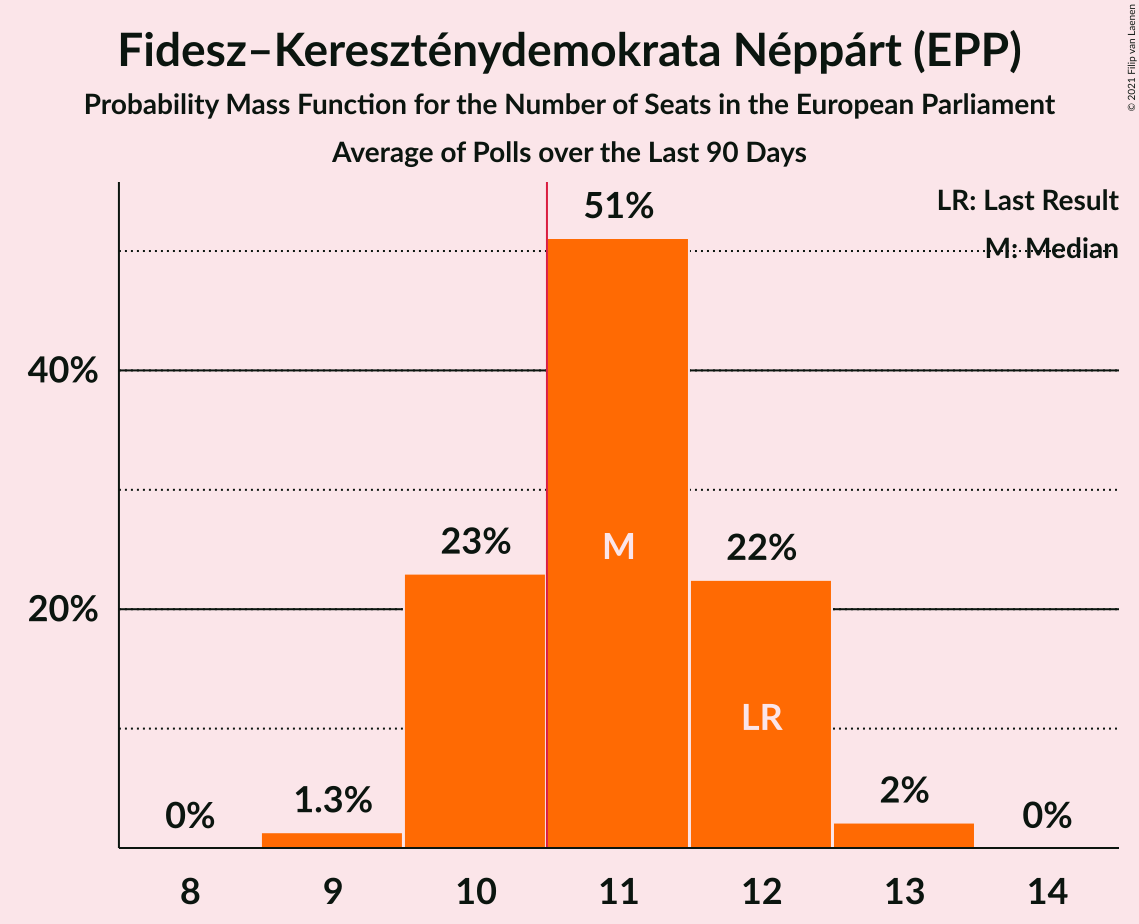 Fidesz–Kereszténydemokrata Néppárt (EPP)
Probability Mass Function for the Number of Seats in the European Parliament
Average of Polls over the Last 90 Days
© 2021 Filip van Laenen
LR: Last Result
M: Median
40%
20%
0%
1.3%
23%
51%
22%
2%
0%
M
LR
8
9
10
11
12
13
14